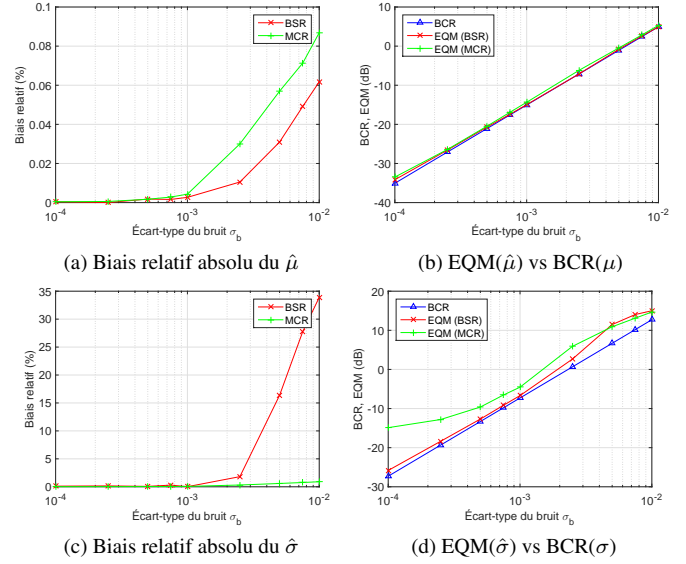 0.1
0.08
0.06
0.04
0.02
0
Biais relatif (%)
BSR
MCR
10⁻⁴
10⁻³
10⁻²
Écart-type du bruit σ_b
(a) Biais relatif absolu du μ̂
10
0
-10
-20
-30
-40
BCR, EQM (dB)
BCR
EQM (BSR)
EQM (MCR)
10⁻⁴
10⁻³
10⁻²
Écart-type du bruit σ_b
(b) EQM(μ̂) vs BCR(μ)
35
30
25
20
15
10
5
0
Biais relatif (%)
BSR
MCR
10⁻⁴
10⁻³
10⁻²
Écart-type du bruit σ_b
(c) Biais relatif absolu du σ̂
20
10
0
-10
-20
-30
BCR, EQM (dB)
BCR
EQM (BSR)
EQM (MCR)
10⁻⁴
10⁻³
10⁻²
Écart-type du bruit σ_b
(d) EQM(σ̂) vs BCR(σ)